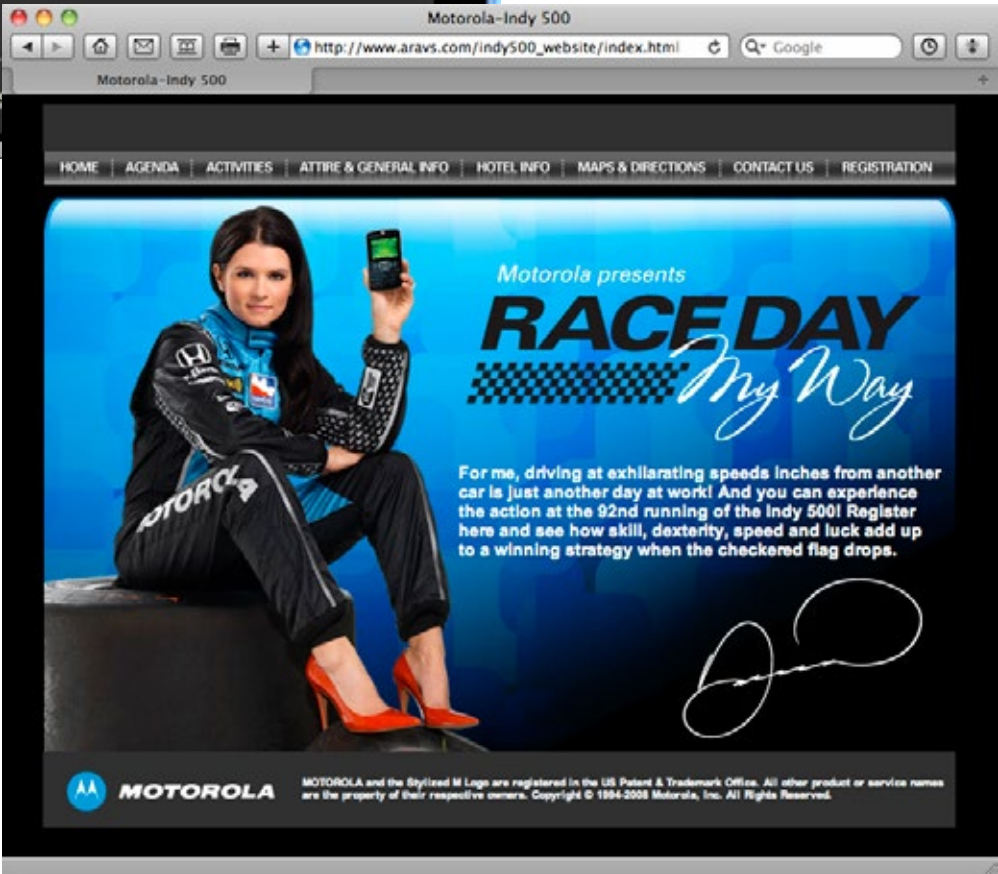 Motorola-Indy 500
http://www.aravs.com/indy500_website/index.html
Google
Motorola-Indy 500
HOME AGENDA ACTIVITIES ATTIRE & GENERAL INFO HOTEL INFO MAPS & DIRECTIONS CONTACT US REGISTRATION
Motorola presents
RACE DAY
My Way
HONDA
MOTOROLA
For me, driving at exhilarating speeds inches from another
car is just another day at work! And you can experience
the action at the 92nd running of the Indy 500! Register
here and see how skill, dexterity, speed and luck add up
to a winning strategy when the checkered flag drops.
MOTOROLA
MOTOROLA and the Stylized M Logo are registered in the US Patent & Trademark Office. All other product or service names
are the property of their respective owners. Copyright © 1994-2008 Motorola, Inc. All Rights Reserved.